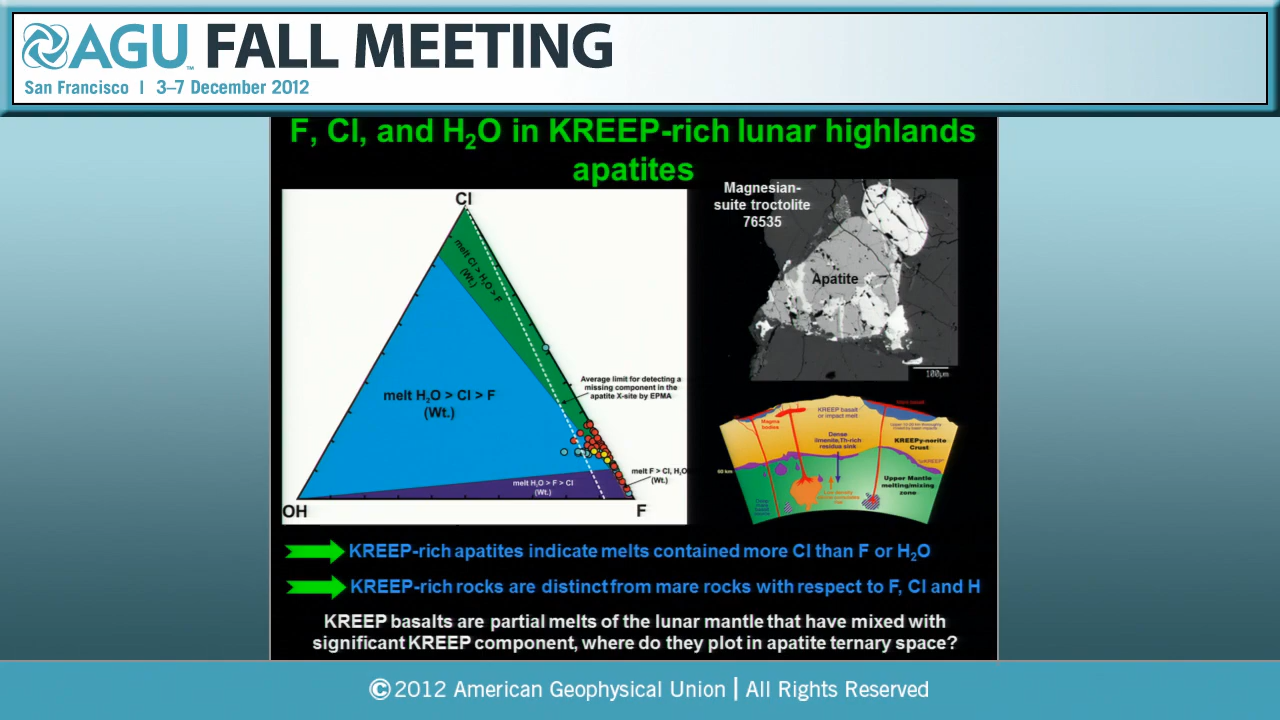 AGU FALL MEETING
San Francisco | 3–7 December 2012
F, Cl, and H₂O in KREEP-rich lunar highlands
apatites
Cl
melt Cl > H₂O > F
(Wt.)
melt H₂O > Cl > F
(Wt.)
Average limit for detecting a
missing component in the
apatite X-site by EPMA
melt H₂O > F > Cl
(Wt.)
melt F > Cl, H₂O
(Wt.)
OH
F
Magnesian-
suite troctolite
76535
Apatite
100µm
KREEP basalt
or impact melt
Magma
bodies
Dense
ilmenite,Th-rich
residua sink
KREEPy-norite
Crust
60 km
Upper Mantle
melting/mixing
zone
KREEP-rich apatites indicate melts contained more Cl than F or H₂O
KREEP-rich rocks are distinct from mare rocks with respect to F, Cl and H
KREEP basalts are partial melts of the lunar mantle that have mixed with
significant KREEP component, where do they plot in apatite ternary space?
©2012 American Geophysical Union | All Rights Reserved